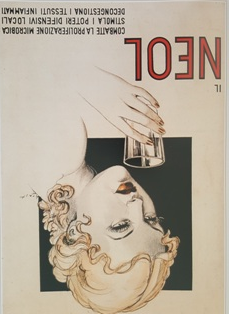 IL
NEOL
COMBATTE LA PROLIFERAZIONE MICROBICA
STIMOLA I POTERI DIFENSIVI LOCALI
DECONGESTIONA I TESSUTI INFIAMMATI